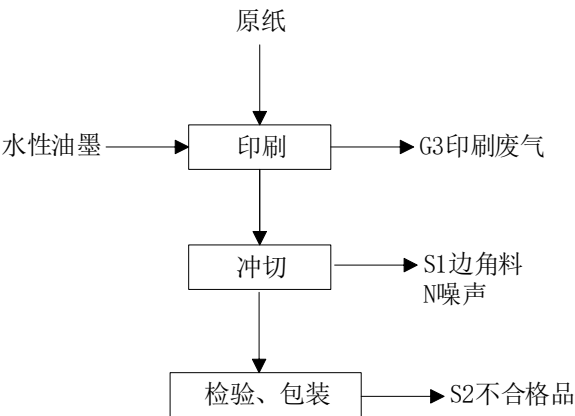 原纸
水性油墨
印刷
G3印刷废气
冲切
S1边角料
N噪声
检验、包装
S2不合格品